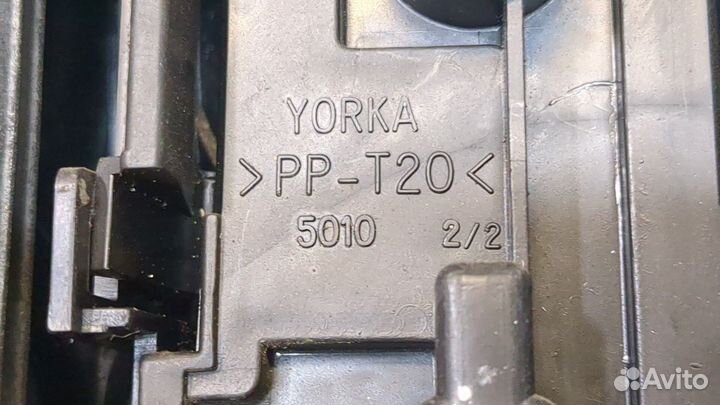 YORKA
>PP-T20<
5010 2/2
Avito